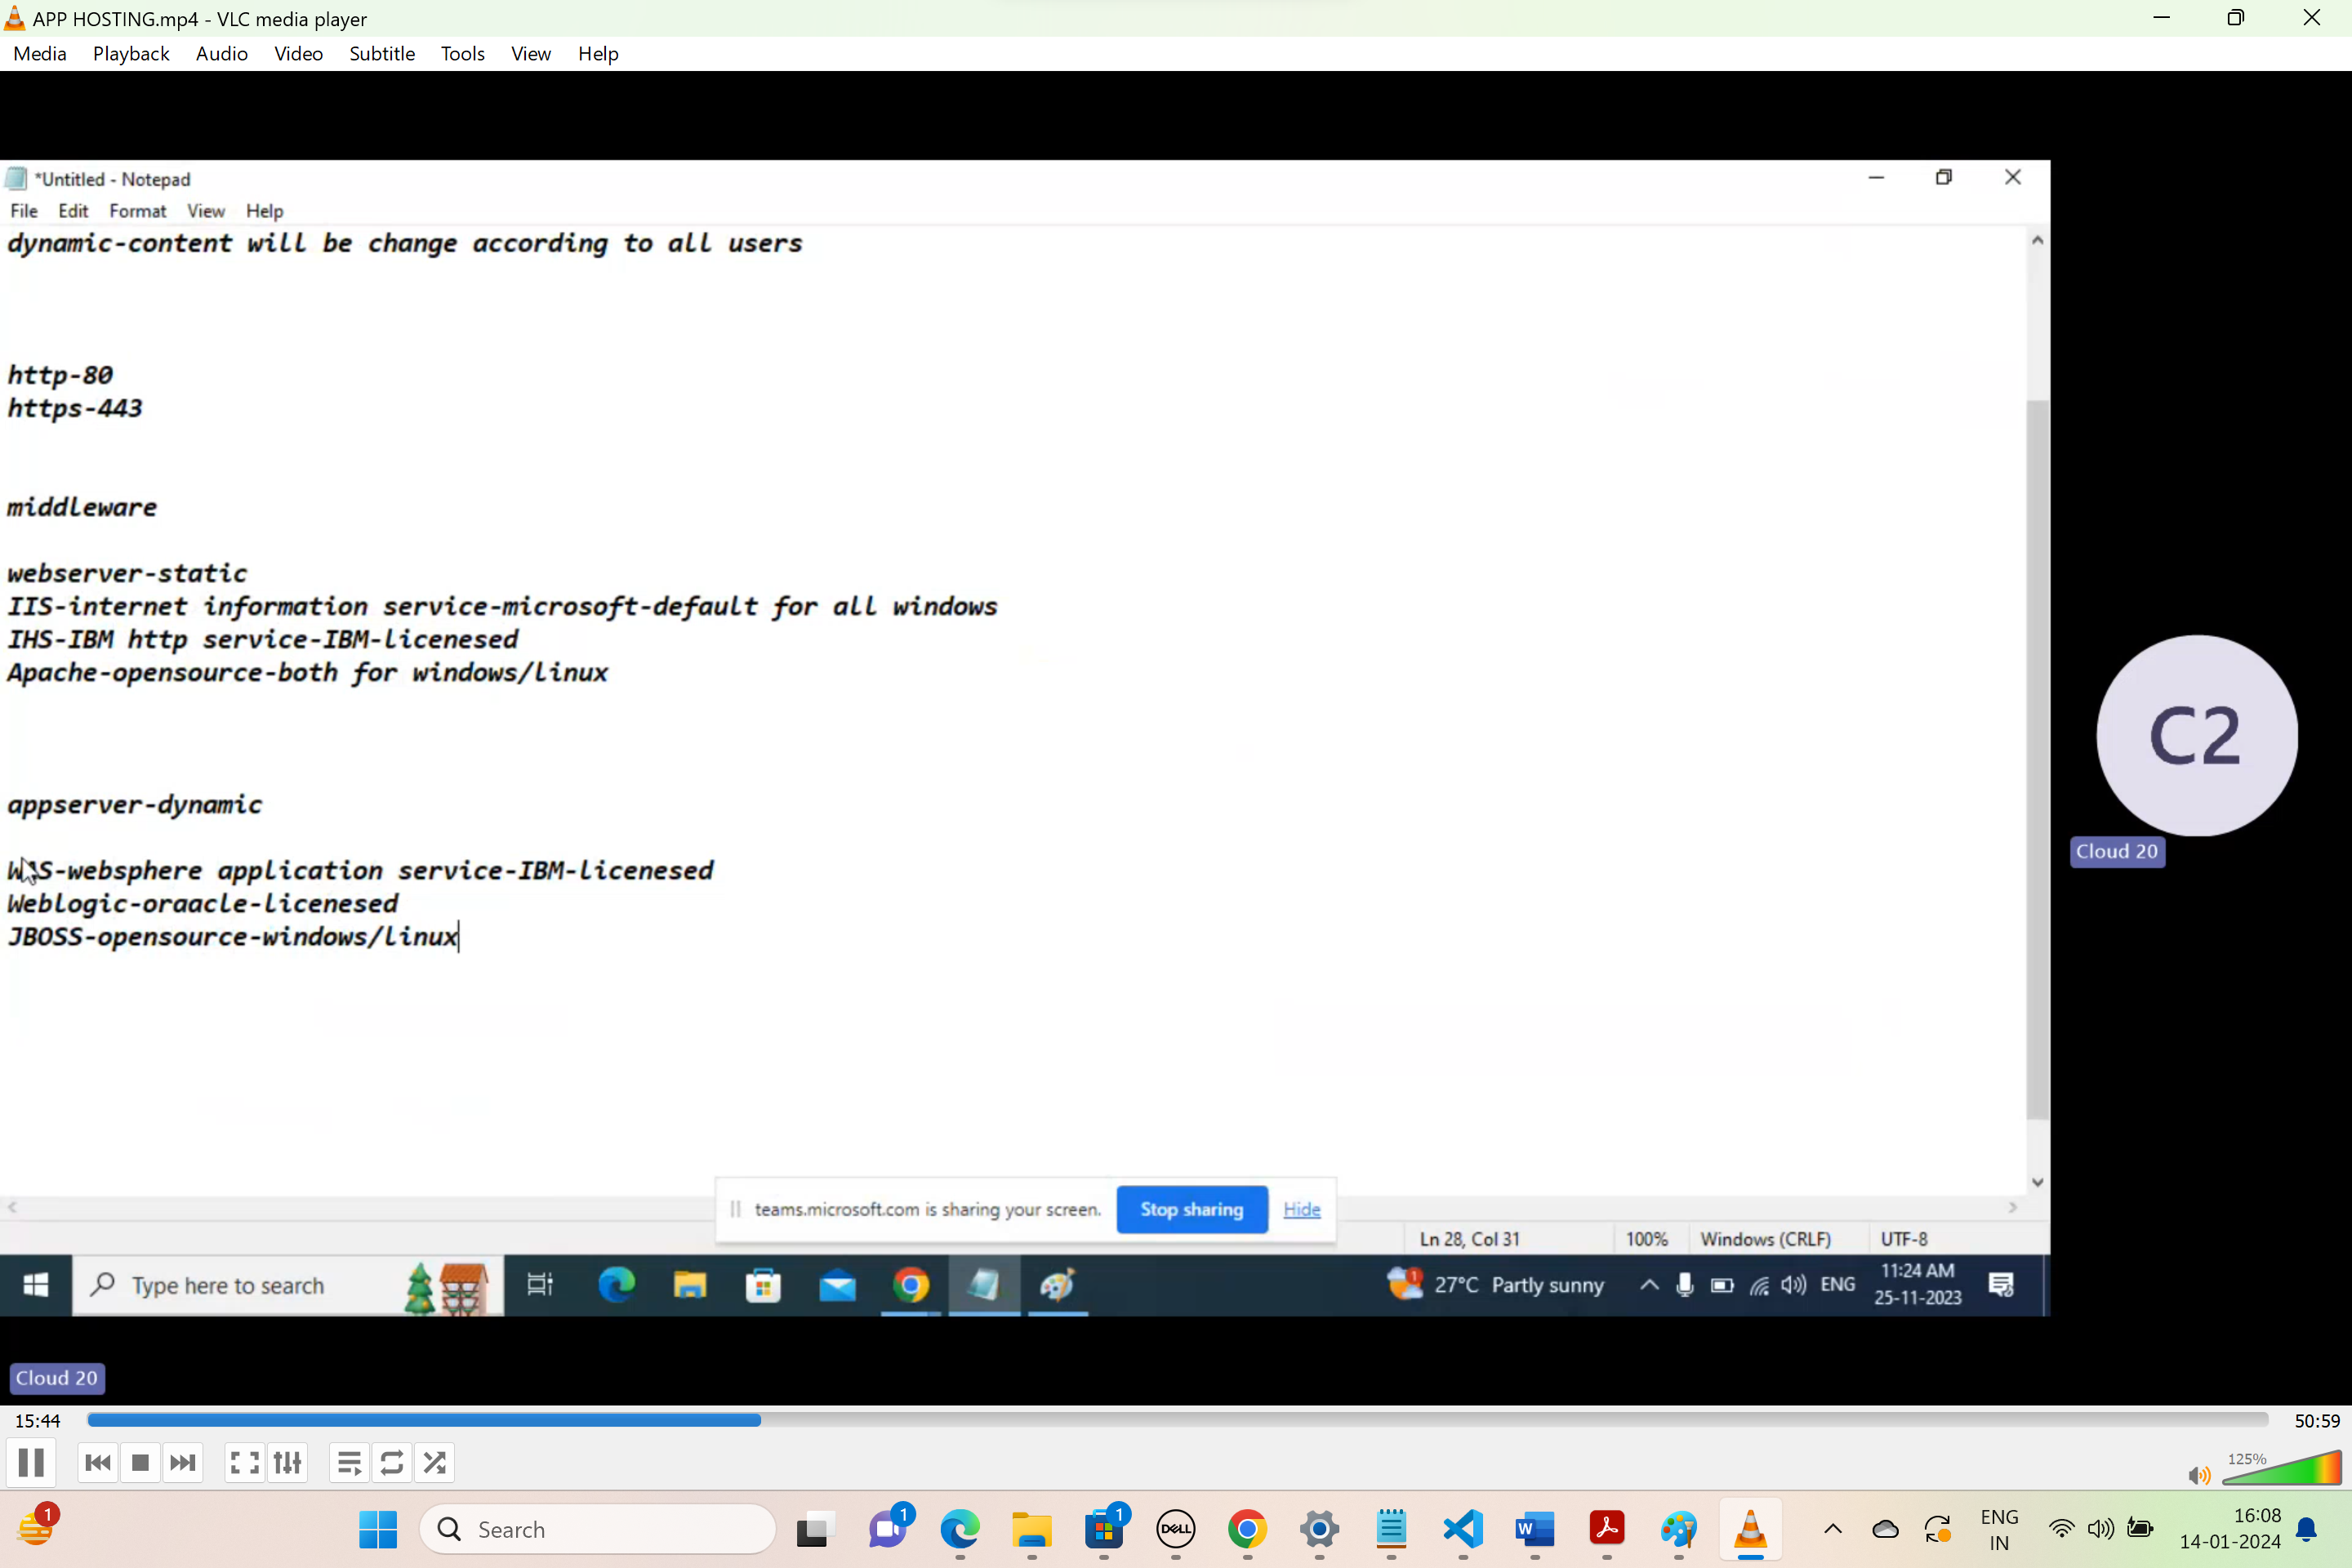 APP HOSTING.mp4 - VLC media player
Media Playback Audio Video Subtitle Tools View Help
*Untitled - Notepad
File Edit Format View Help
dynamic-content will be change according to all users
http-80
https-443
middleware
webserver-static
IIS-internet information service-microsoft-default for all windows
IHS-IBM http service-IBM-licenesed
Apache-opensource-both for windows/linux
appserver-dynamic
WAS-websphere application service-IBM-licenesed
Weblogic-oraacle-licenesed
JBOSS-opensource-windows/linux
C2
Cloud 20
teams.microsoft.com is sharing your screen. Stop sharing Hide
Ln 28, Col 31 100% Windows (CRLF) UTF-8
Type here to search
1 27°C Partly sunny ENG 11:24 AM
25-11-2023
Cloud 20
15:44 50:59
125%
1 Search 1 1 DELL W ENG 16:08
IN 14-01-2024